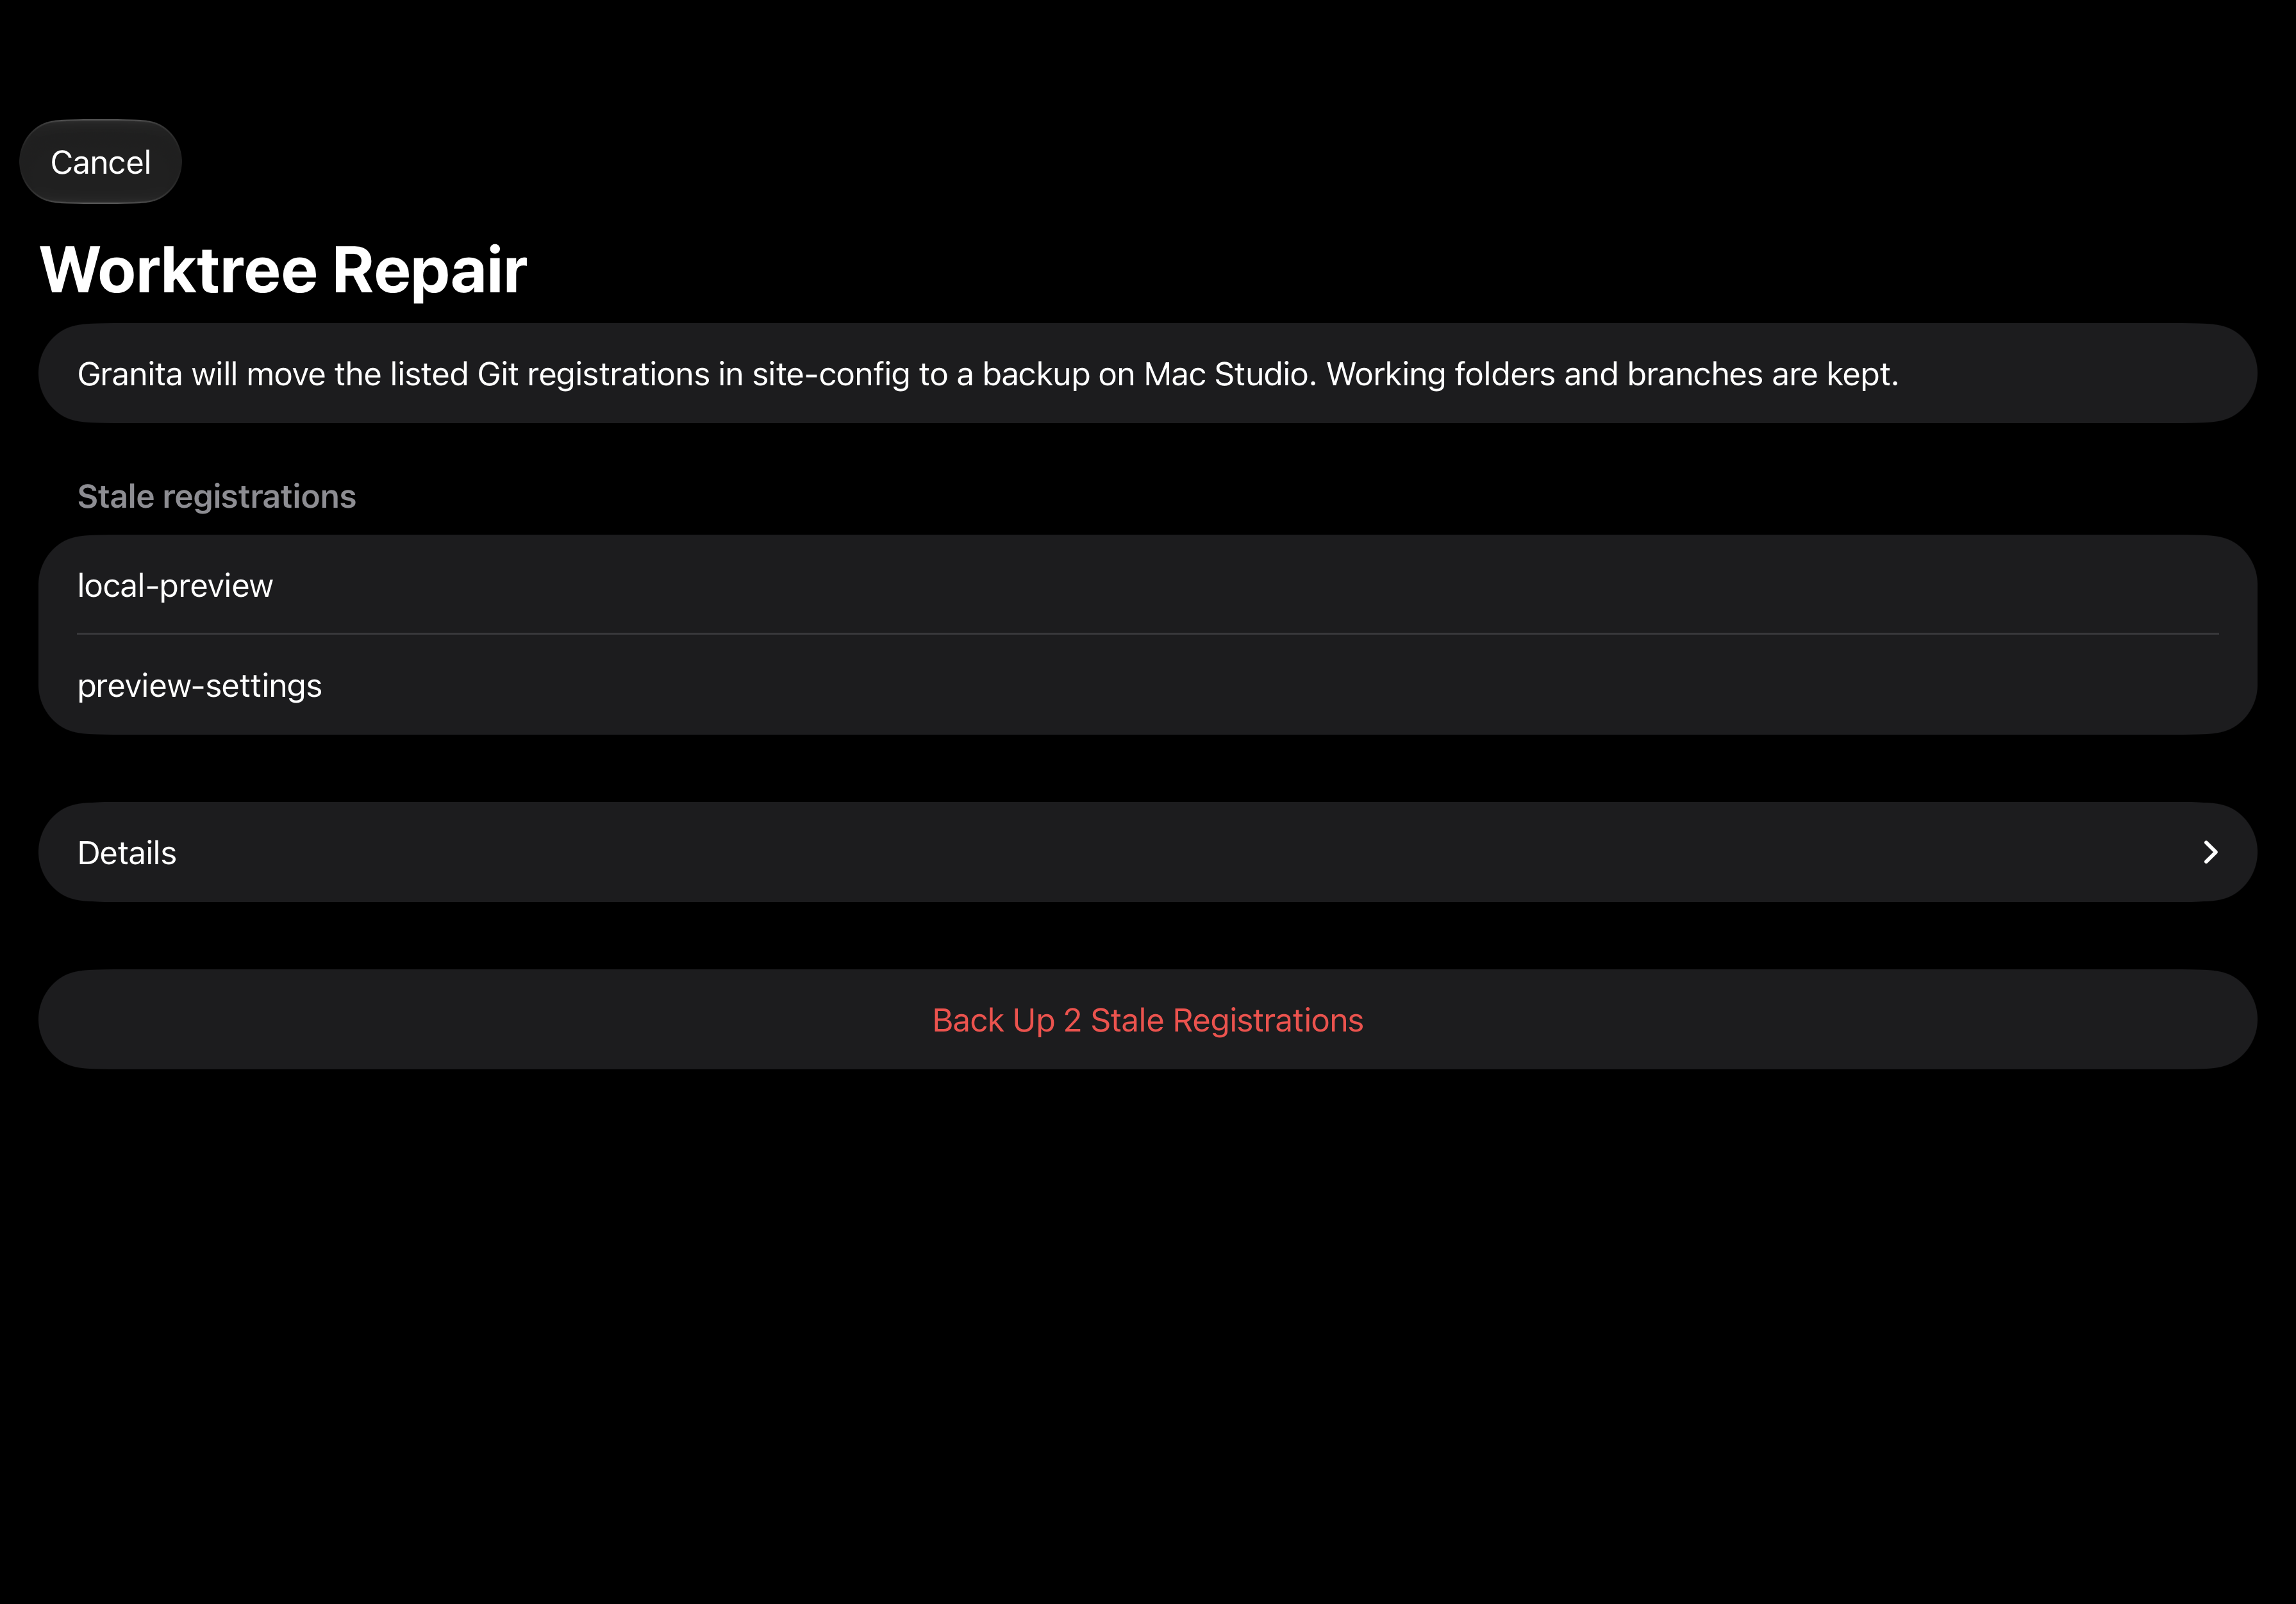 Cancel
Worktree Repair
Granita will move the listed Git registrations in site-config to a backup on Mac Studio. Working folders and branches are kept.
Stale registrations
local-preview
preview-settings
Details
Back Up 2 Stale Registrations